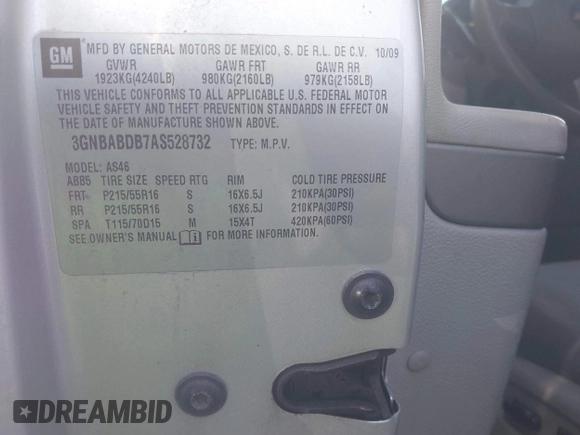 GM
MFD BY GENERAL MOTORS DE MEXICO, S. DE R.L. DE C.V. 10/09
GVWR GAWR FRT GAWR RR
1923KG(4240LB) 980KG(2160LB) 979KG(2158LB)
THIS VEHICLE CONFORMS TO ALL APPLICABLE U.S. FEDERAL MOTOR
VEHICLE SAFETY AND THEFT PREVENTION STANDARDS IN EFFECT ON
THE DATE OF MANUFACTURE SHOWN ABOVE.
3GNBABDB7AS528732 TYPE: M.P.V.
MODEL: AS46
ABB5 TIRE SIZE SPEED RTG RIM COLD TIRE PRESSURE
FRT P215/55R16 S 16X6.5J 210KPA(30PSI)
RR P215/55R16 S 16X6.5J 210KPA(30PSI)
SPA T115/70D15 M 15X4T 420KPA(60PSI)
SEE OWNER'S MANUAL FOR MORE INFORMATION.
DREAMBID